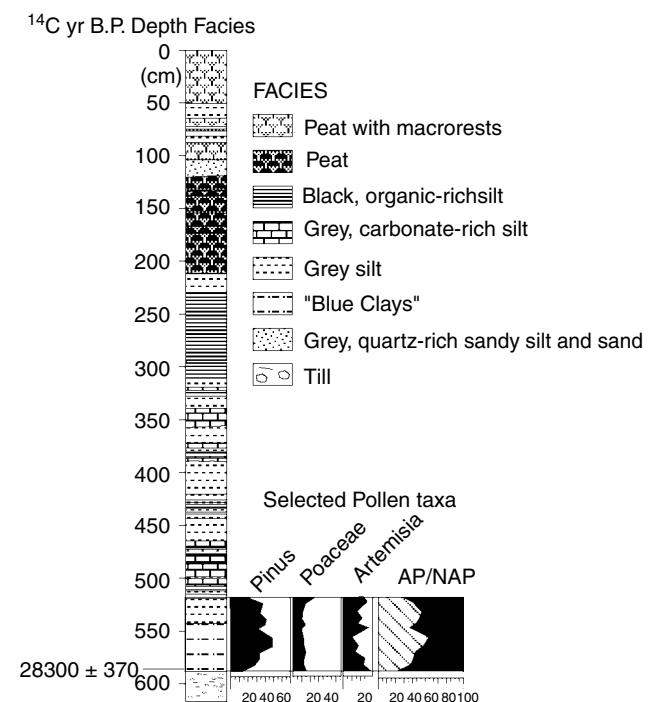 14C yr B.P. Depth Facies
0
(cm)
50
100
150
200
250
300
350
400
450
500
550
600
28300 ± 370
FACIES
Peat with macrorests
Peat
Black, organic-richsilt
Grey, carbonate-rich silt
Grey silt
"Blue Clays"
Grey, quartz-rich sandy silt and sand
Till
Selected Pollen taxa
Pinus
Poaceae
Artemisia
AP/NAP
20 40 60 20 40 20 20 40 60 80 100